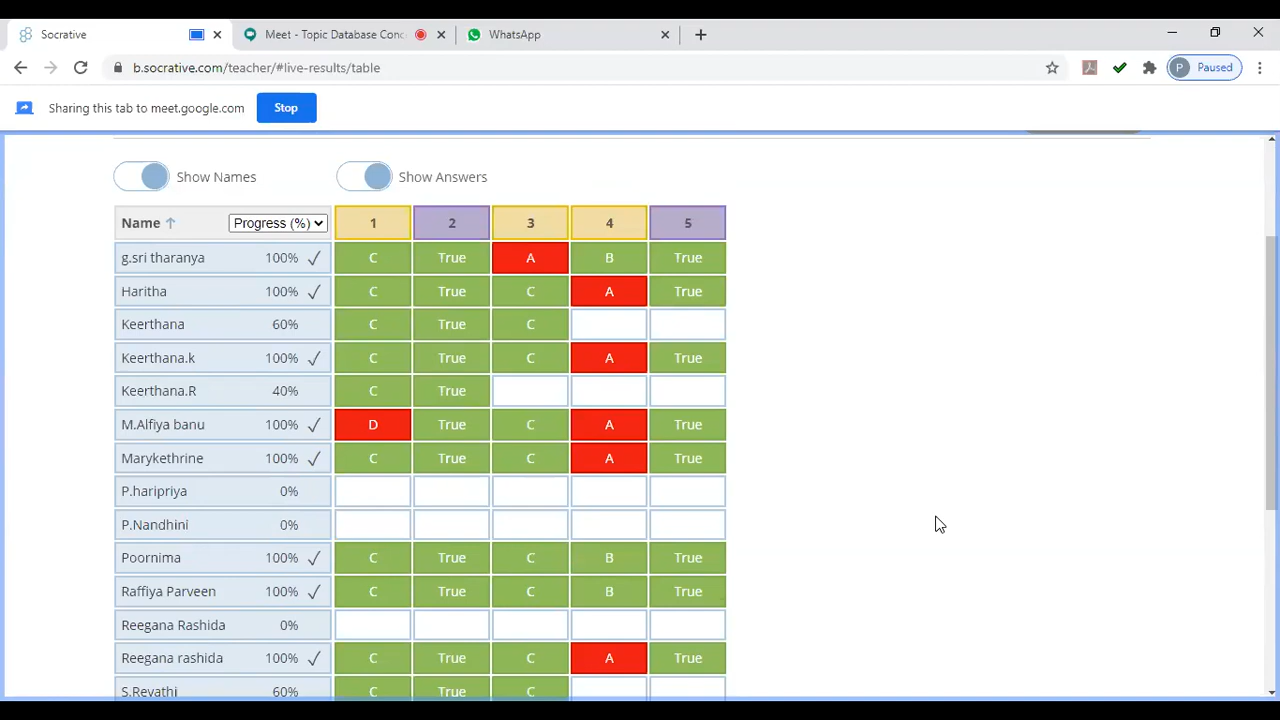 Socrative
Meet - Topic Database Conc
WhatsApp
b.socrative.com/teacher/#live-results/table
P Paused
Sharing this tab to meet.google.com Stop
Show Names Show Answers
Name Progress (%) 1 2 3 4 5
g.sri tharanya 100% C True A B True
Haritha 100% C True C A True
Keerthana 60% C True C
Keerthana.k 100% C True C A True
Keerthana.R 40% C True
M.Alfiya banu 100% D True C A True
Marykethrine 100% C True C A True
P.haripriya 0%
P.Nandhini 0%
Poornima 100% C True C B True
Raffiya Parveen 100% C True C B True
Reegana Rashida 0%
Reegana rashida 100% C True C A True
S.Revathi 60% C True C